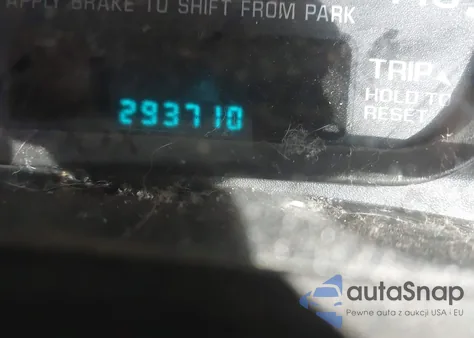 APPLY BRAKE TO SHIFT FROM PARK
TRIP
HOLD TO
RESET
293710
autaSnap
Pewne auta z aukcji USA - EU